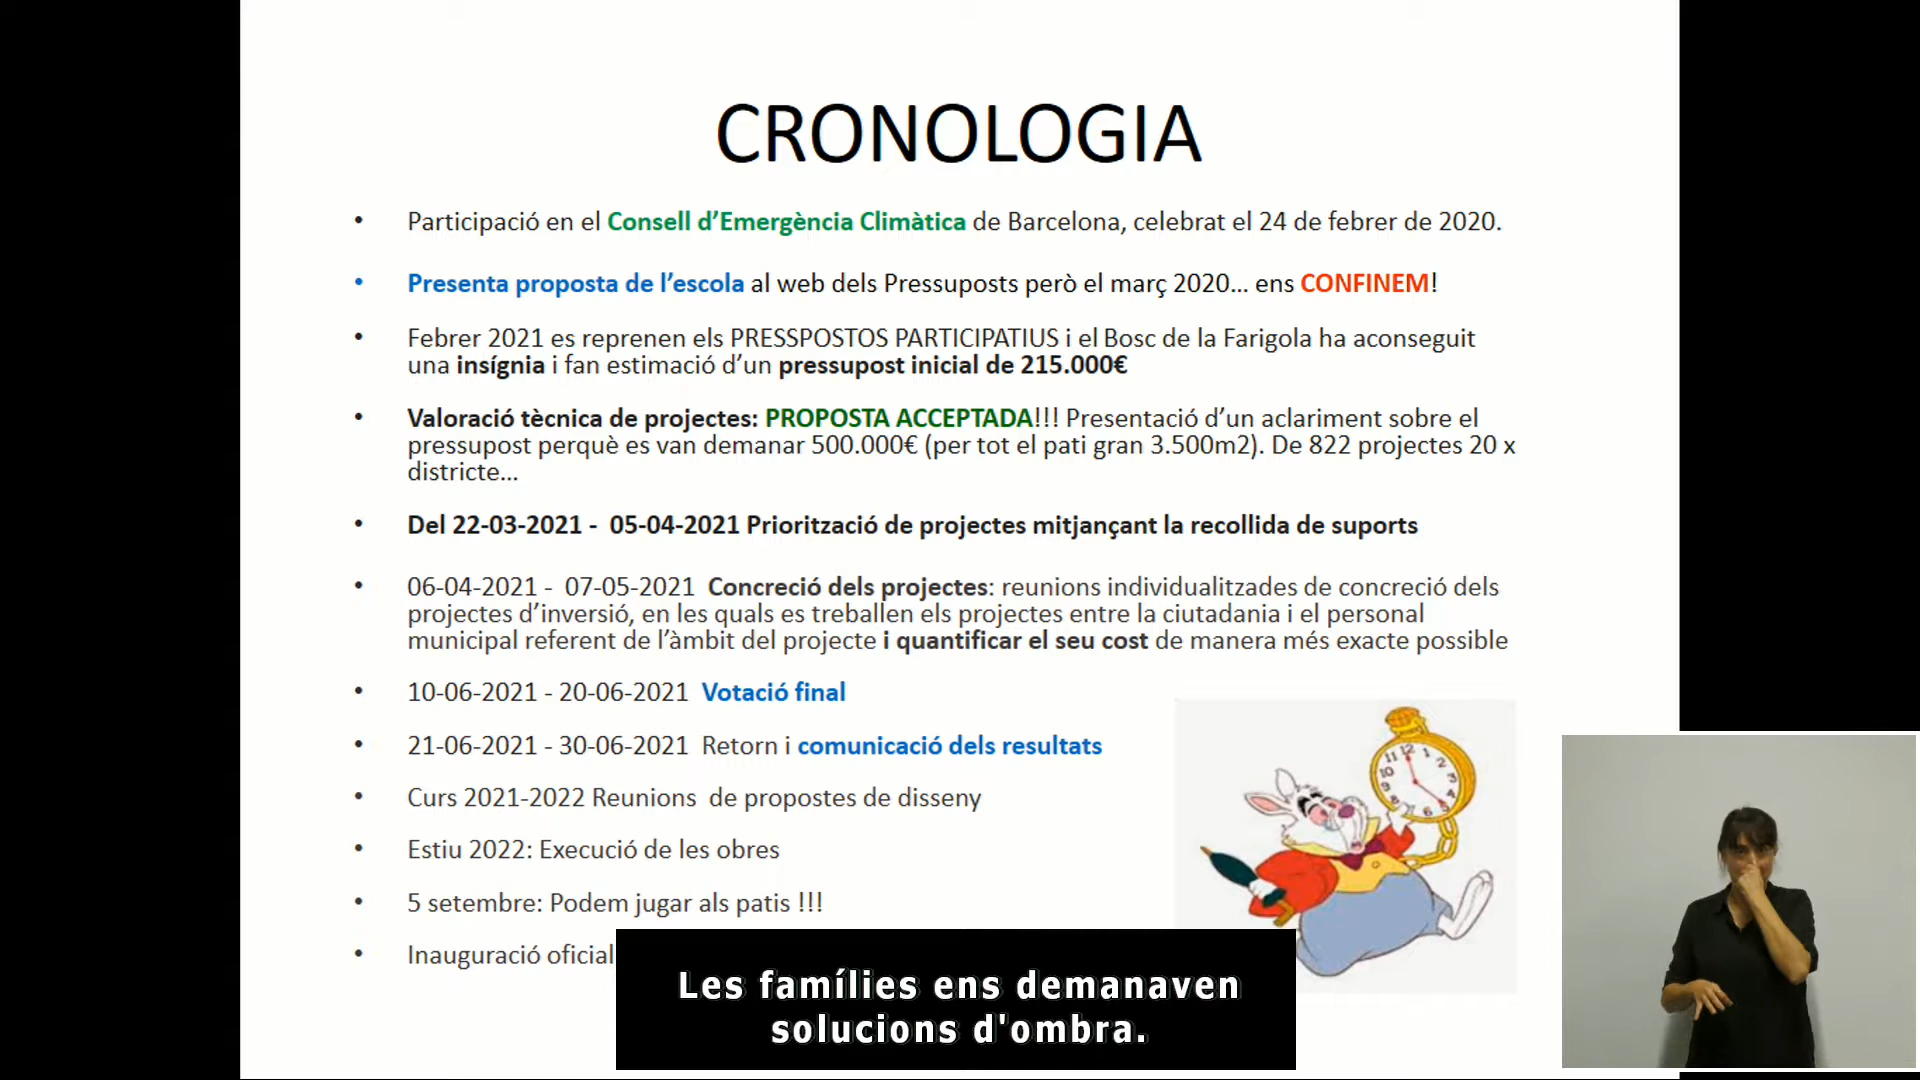 CRONOLOGIA
• Participació en el Consell d’Emergència Climàtica de Barcelona, celebrat el 24 de febrer de 2020.
• Presenta proposta de l’escola al web dels Pressuposts però el març 2020... ens CONFINEM!
• Febrer 2021 es reprenen els PRESSPOSTOS PARTICIPATIUS i el Bosc de la Farigola ha aconseguit
una insígnia i fan estimació d’un pressupost inicial de 215.000€
• Valoració tècnica de projectes: PROPOSTA ACCEPTADA!!! Presentació d’un aclariment sobre el
pressupost perquè es van demanar 500.000€ (per tot el pati gran 3.500m2). De 822 projectes 20 x
districte...
• Del 22-03-2021 - 05-04-2021 Priorització de projectes mitjançant la recollida de suports
• 06-04-2021 - 07-05-2021 Concreció dels projectes: reunions individualitzades de concreció dels
projectes d’inversió, en les quals es treballen els projectes entre la ciutadania i el personal
municipal referent de l’àmbit del projecte i quantificar el seu cost de manera més exacte possible
• 10-06-2021 - 20-06-2021 Votació final
• 21-06-2021 - 30-06-2021 Retorn i comunicació dels resultats
• Curs 2021-2022 Reunions de propostes de disseny
• Estiu 2022: Execució de les obres
• 5 setembre: Podem jugar als patis !!!
• Inauguració oficial
Les famílies ens demanaven
solucions d'ombra.